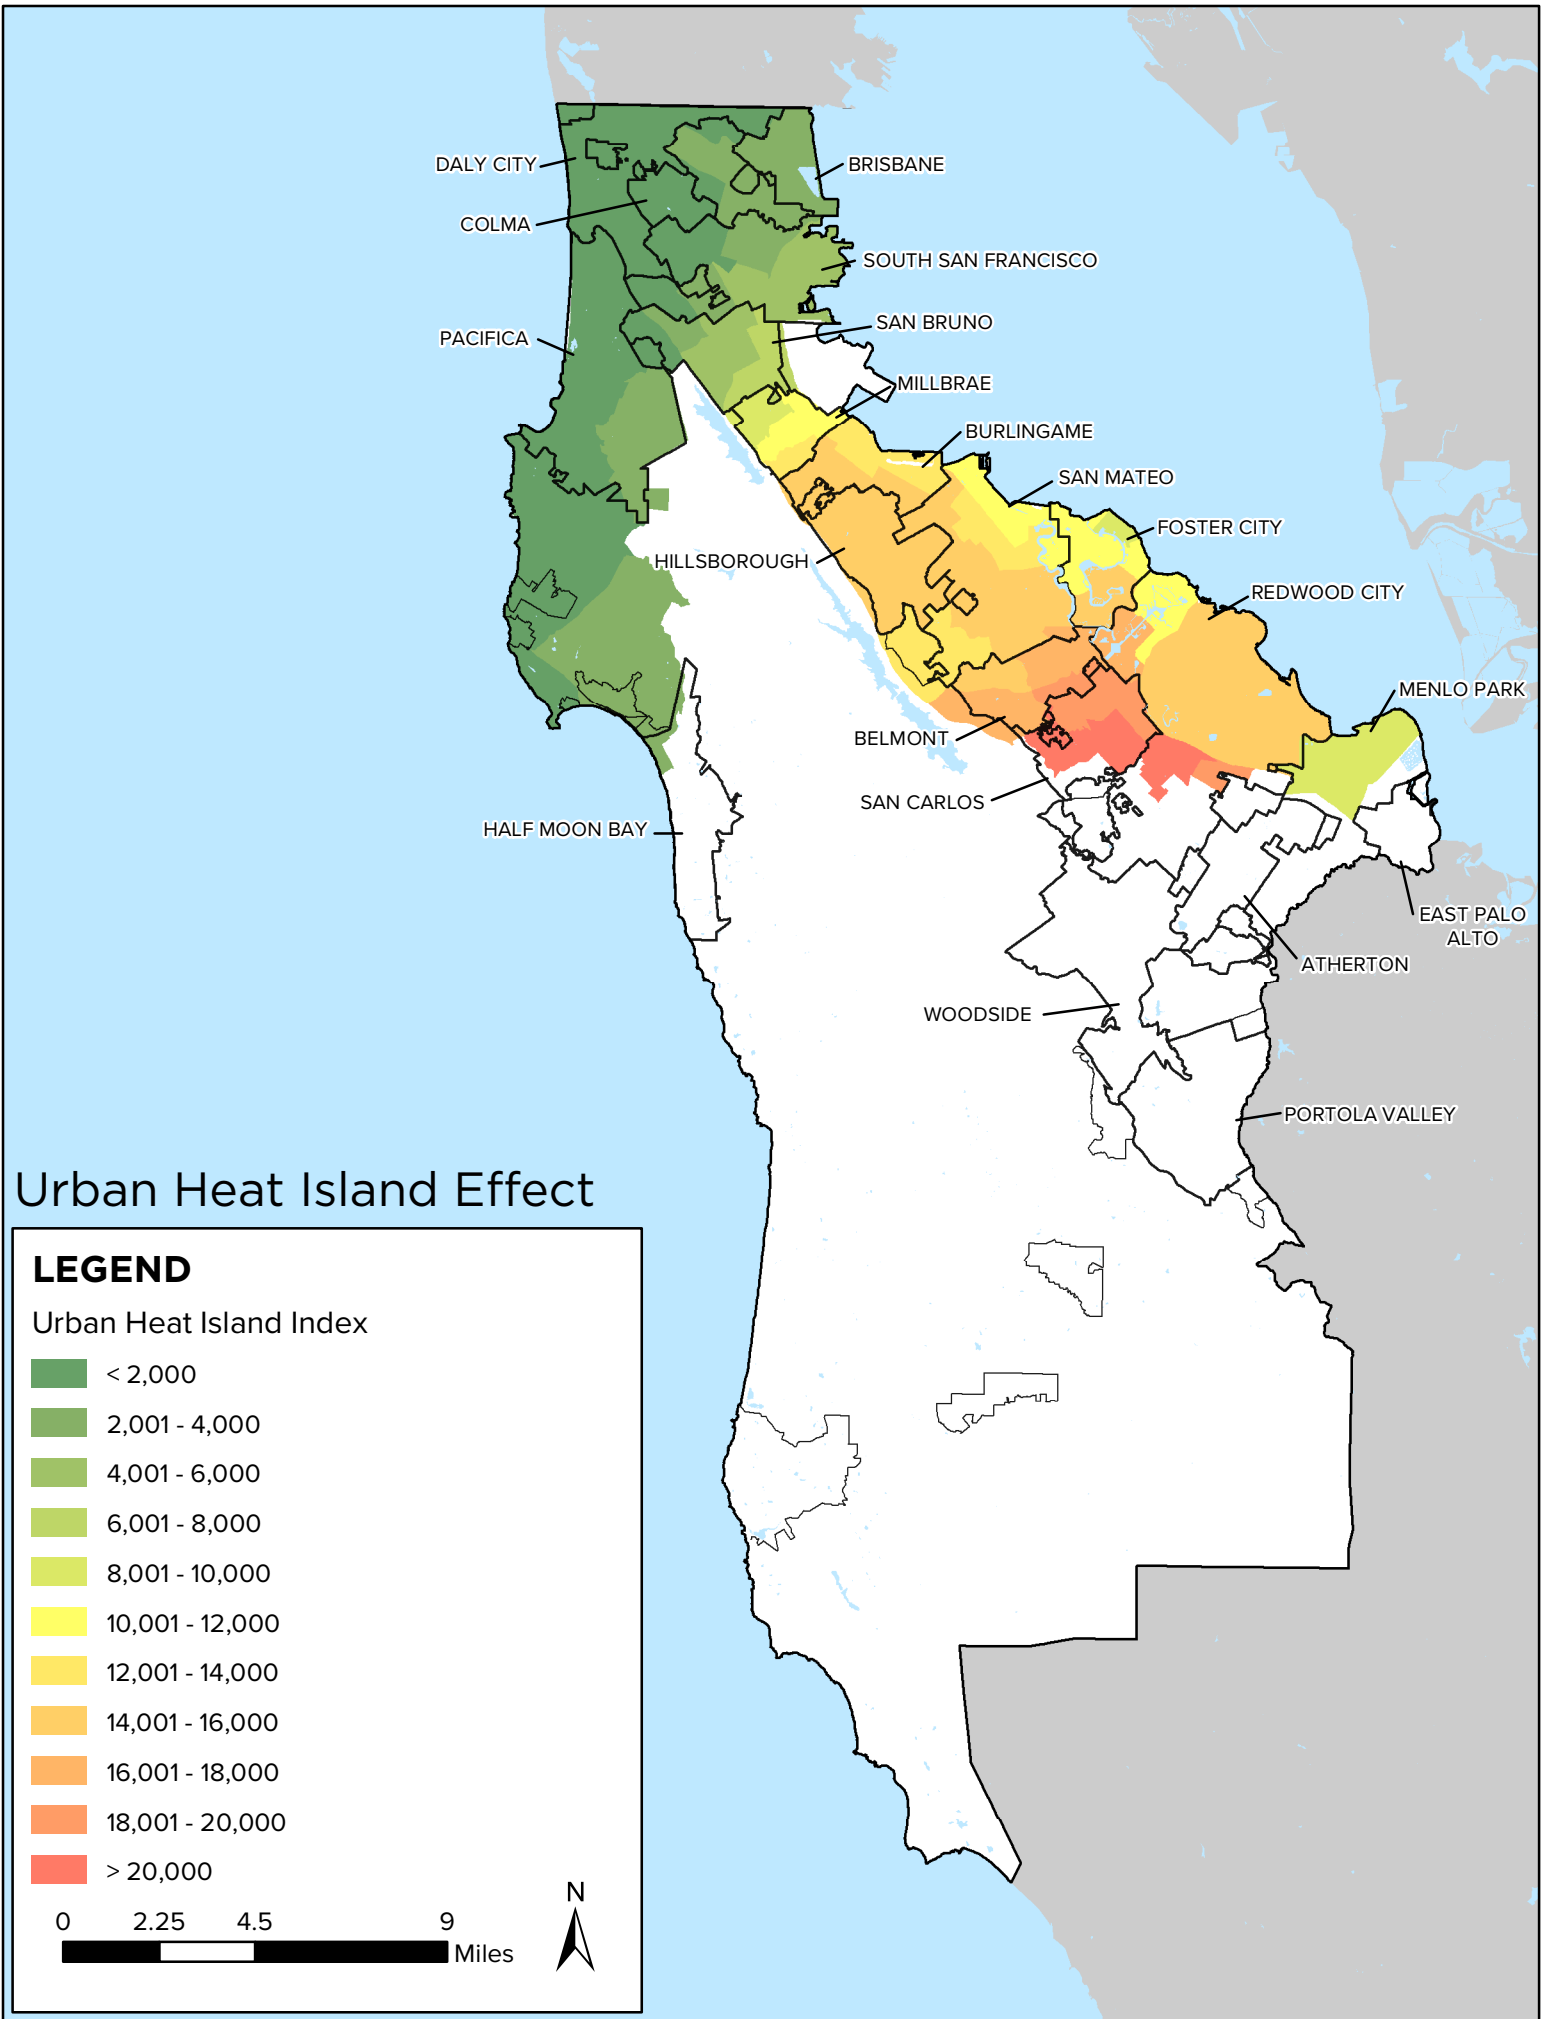 DALY CITY
BRISBANE
COLMA
SOUTH SAN FRANCISCO
SAN BRUNO
PACIFICA
MILLBRAE
BURLINGAME
SAN MATEO
FOSTER CITY
HILLSBOROUGH
REDWOOD CITY
MENLO PARK
BELMONT
SAN CARLOS
HALF MOON BAY
EAST PALO
ALTO
ATHERTON
WOODSIDE
PORTOLA VALLEY
Urban Heat Island Effect
LEGEND
Urban Heat Island Index
< 2,000
2,001 - 4,000
4,001 - 6,000
6,001 - 8,000
8,001 - 10,000
10,001 - 12,000
12,001 - 14,000
14,001 - 16,000
16,001 - 18,000
18,001 - 20,000
> 20,000
N
0 2.25 4.5 9
Miles